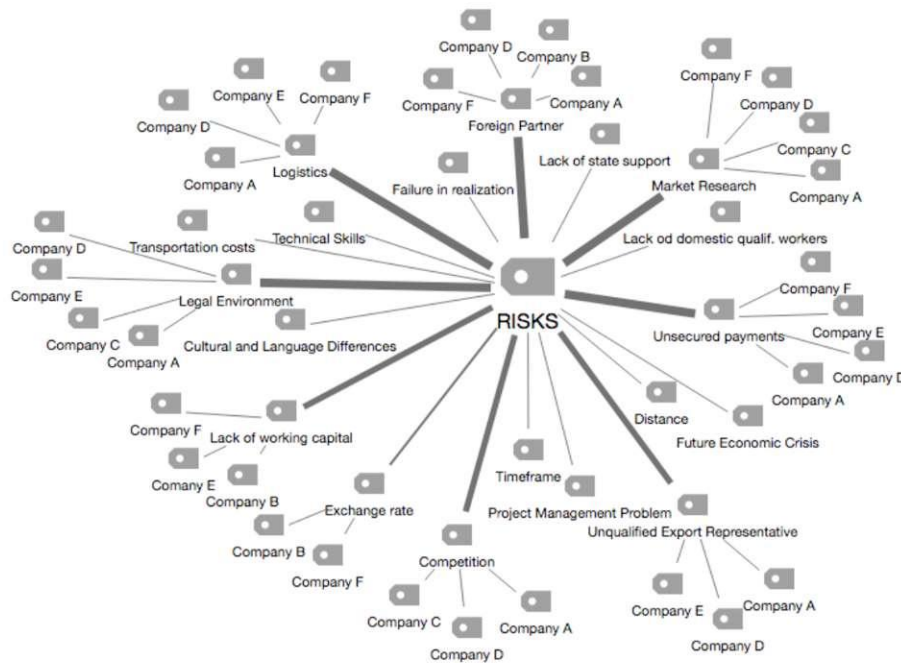 Company D
Company B
Company F
Company A
Foreign Partner
Company E
Company F
Company D
Company A
Logistics
Company F
Company D
Company C
Company A
Market Research
Lack of state support
Failure in realization
Technical Skills
Transportation costs
Lack od domestic qualif. workers
Company D
Company E
Company C
Company A
Legal Environment
Cultural and Language Differences
RISKS
Company F
Company E
Company D
Company A
Unsecured payments
Distance
Future Economic Crisis
Company F
Lack of working capital
Comany E
Company B
Exchange rate
Company B
Company F
Timeframe
Project Management Problem
Unqualified Export Representative
Competition
Company C
Company D
Company A
Company E
Company D
Company A